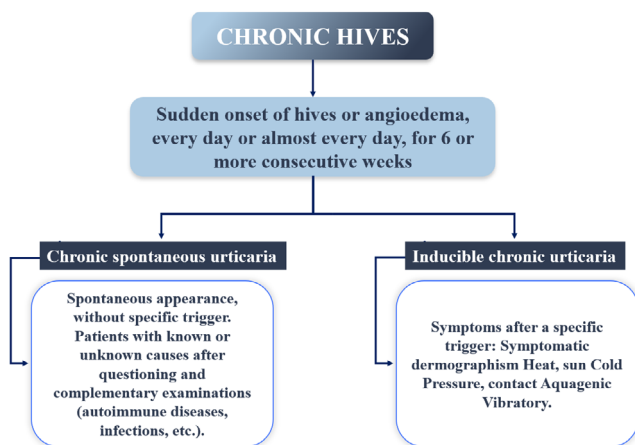 CHRONIC HIVES
Sudden onset of hives or angioedema,
every day or almost every day, for 6 or
more consecutive weeks
Chronic spontaneous urticaria
Spontaneous appearance,
without specific trigger.
Patients with known or
unknown causes after
questioning and
complementary examinations
(autoimmune diseases,
infections, etc.).
Inducible chronic urticaria
Symptoms after a specific
trigger: Symptomatic
dermographism Heat, sun Cold
Pressure, contact Aquagenic
Vibratory.